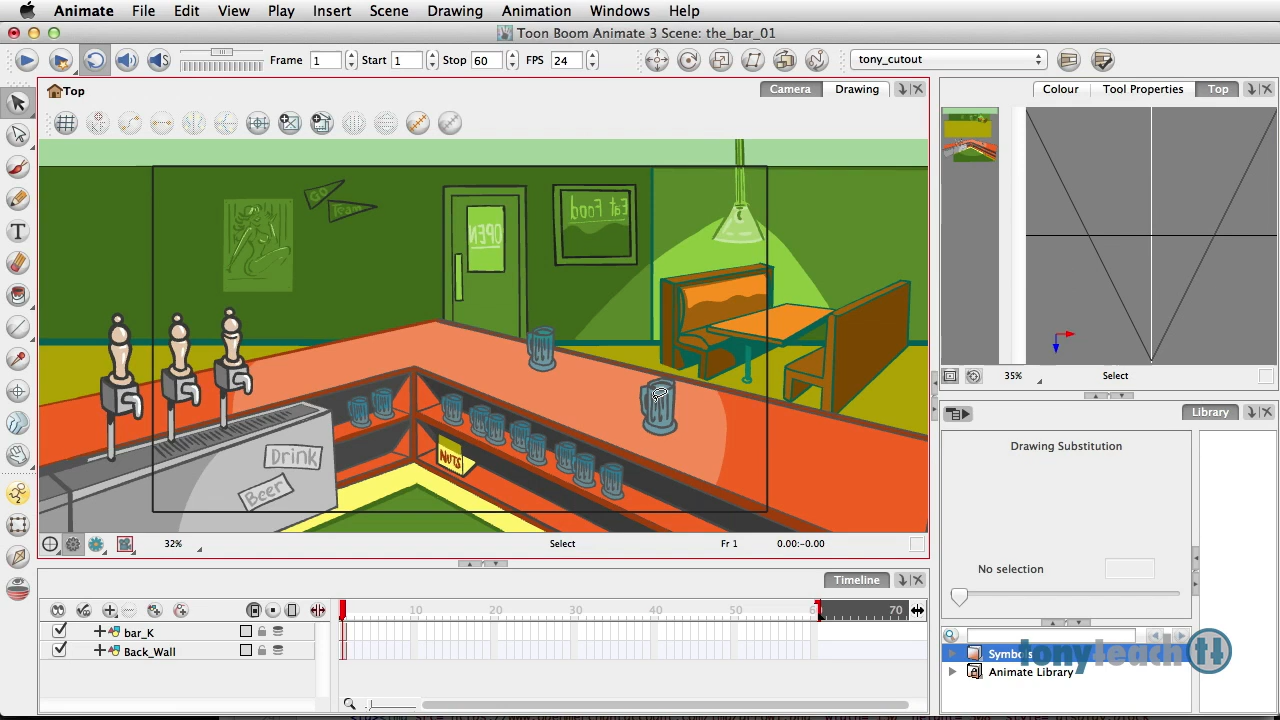 Animate File Edit View Play Insert Scene Drawing Animation Windows Help
Toon Boom Animate 3 Scene: the_bar_01
Frame 1 Start 1 Stop 60 FPS 24 tony_cutout
Top Camera Drawing Colour Tool Properties Top
GO
Team
OPEN
Eat Food
NUTS
Drink
Beer
35% Select
Library
Drawing Substitution
32% Select Fr 1 0.00:-0.00
No selection
Timeline
10 20 30 40 50 60 70
bar_K
Back_Wall
Symbols
Animate Library
tonyteach